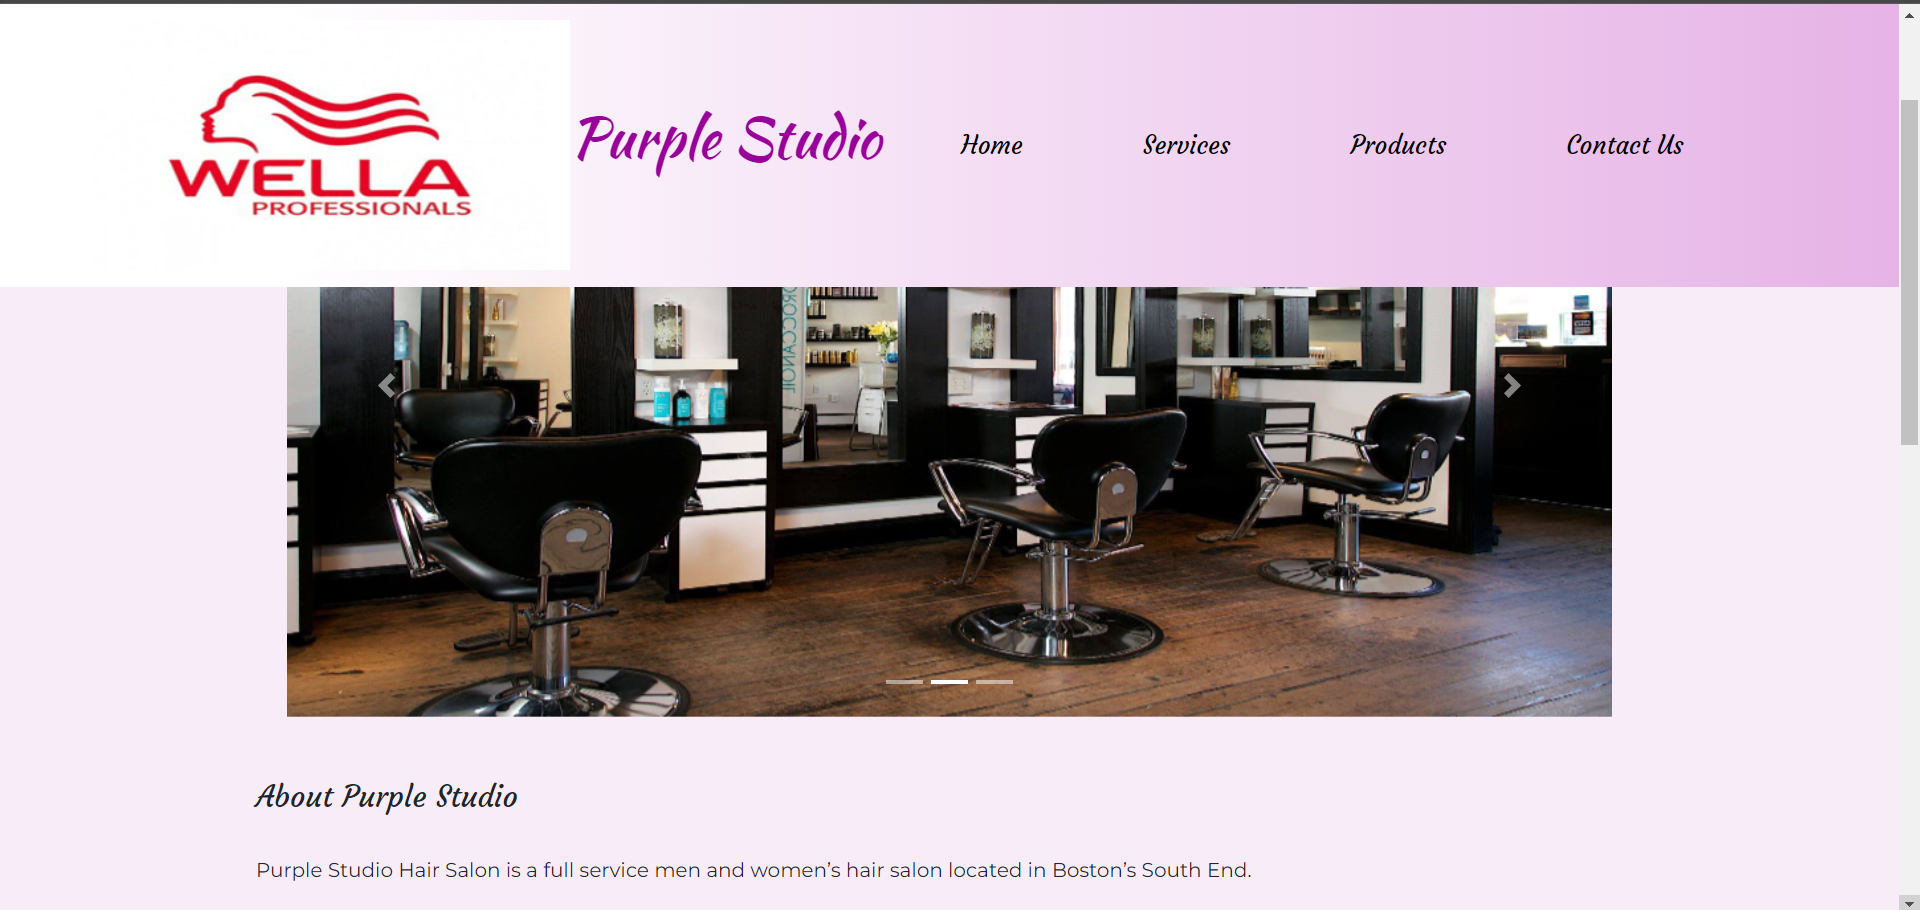 WELLA
PROFESSIONALS
Purple Studio
Home
Services
Products
Contact Us
About Purple Studio
Purple Studio Hair Salon is a full service men and women’s hair salon located in Boston’s South End.